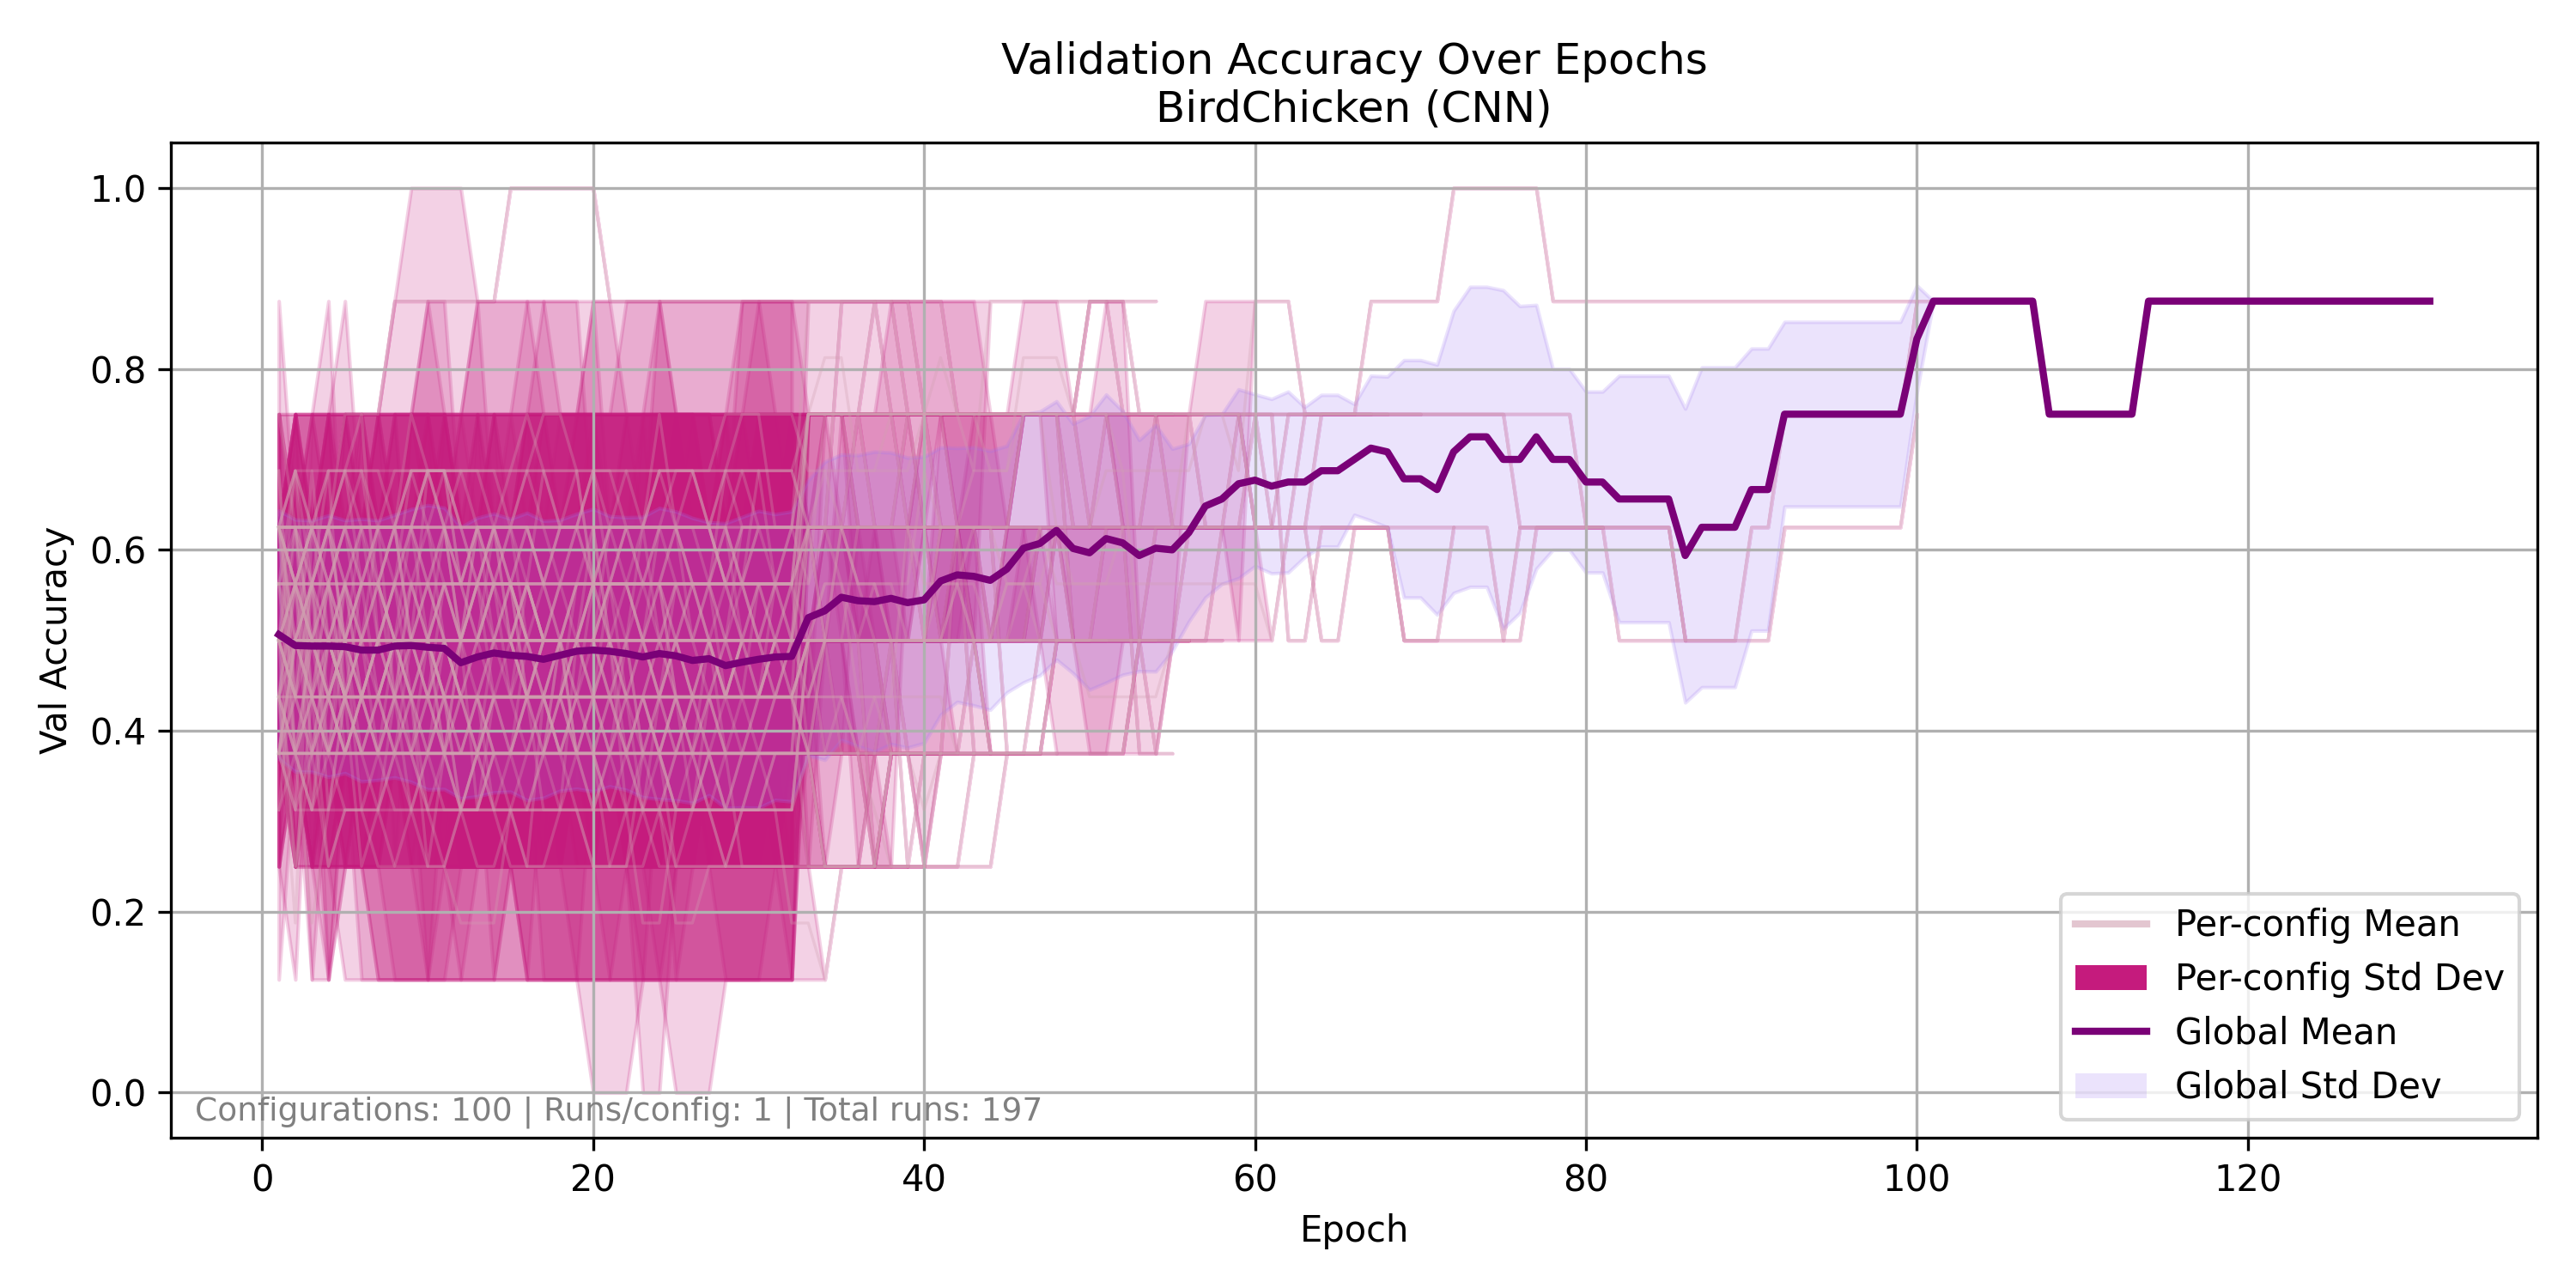 Validation Accuracy Over Epochs
BirdChicken (CNN)
Val Accuracy
1.0
0.8
0.6
0.4
0.2
0.0
Configurations: 100 | Runs/config: 1 | Total runs: 197
Per-config Mean
Per-config Std Dev
Global Mean
Global Std Dev
0 20 40 60 80 100 120
Epoch